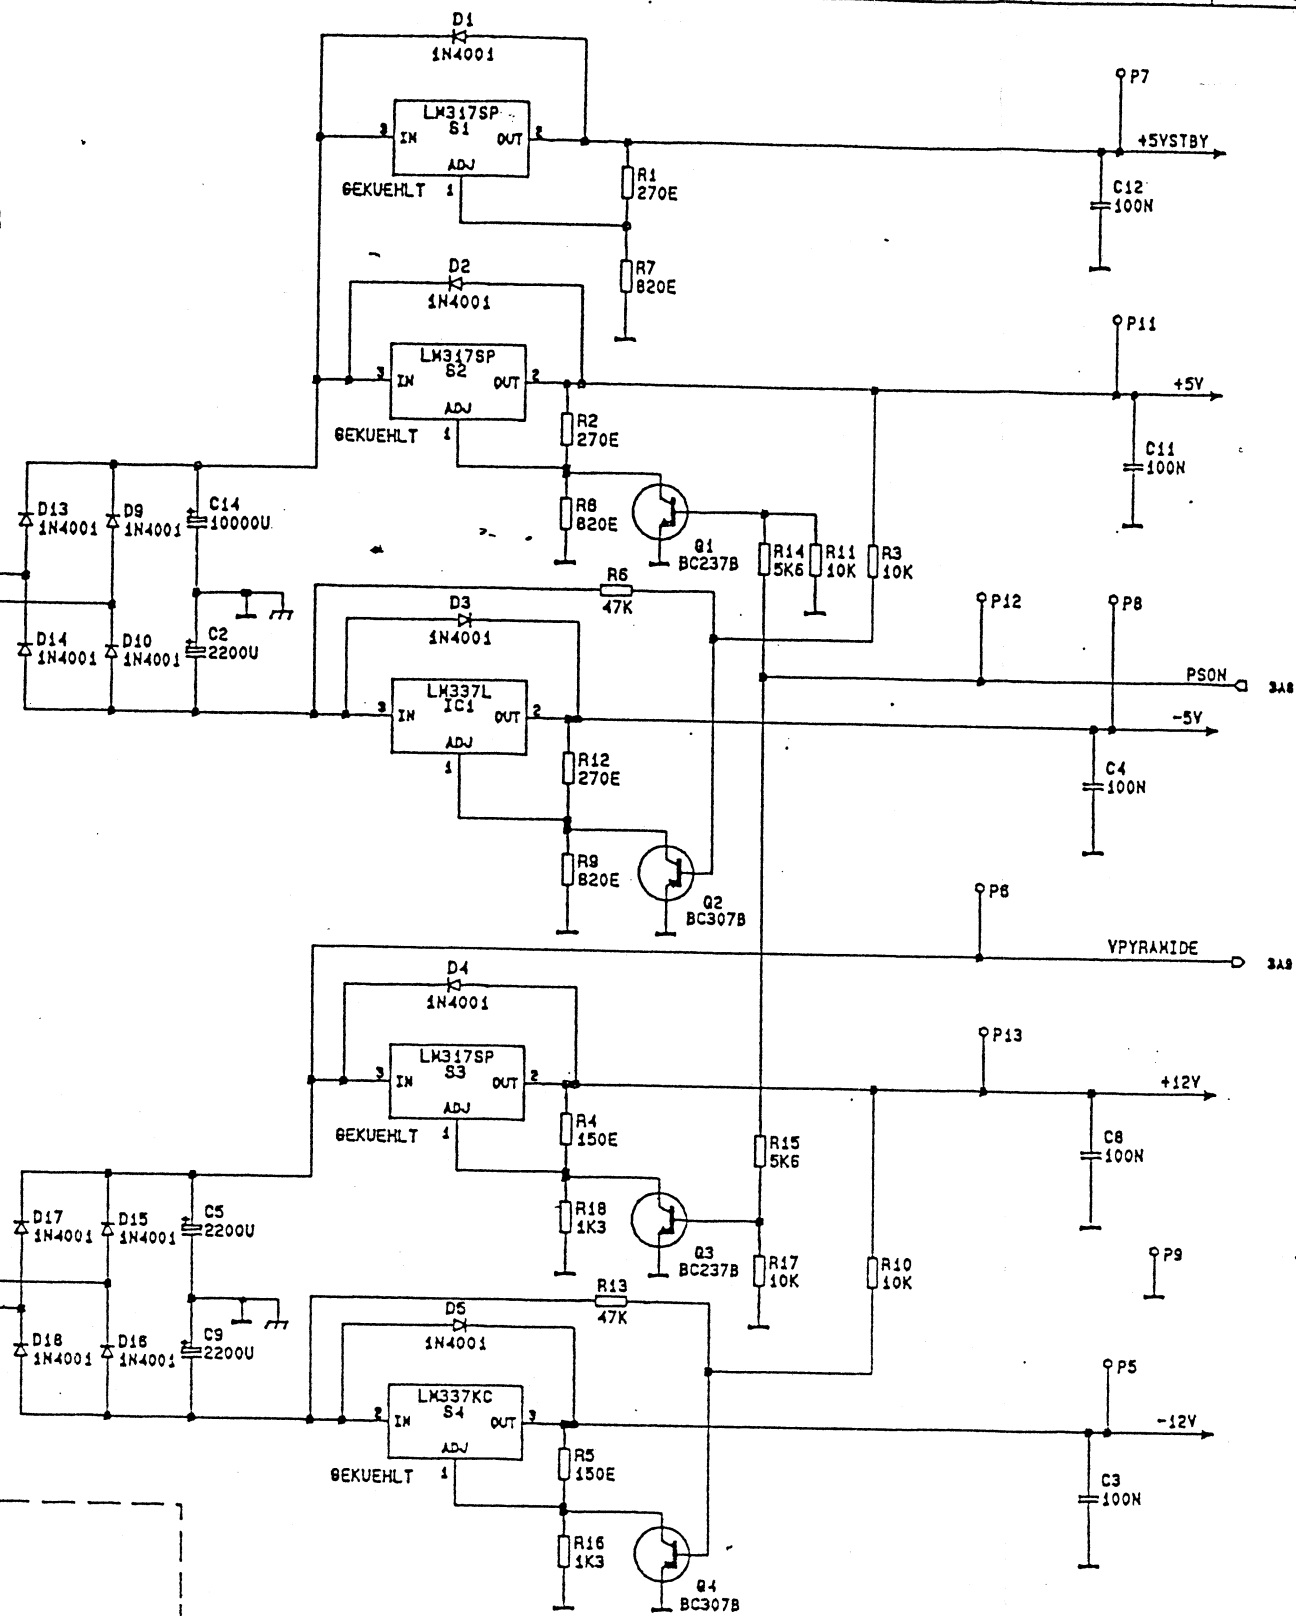 D1
1N4001
P7
LM317SP
S1
3
IN
OUT
2
ADJ
1
GEKUEHLT
+5VSTBY
R1
270E
C12
100N
D2
1N4001
R7
820E
P11
LM317SP
S2
3
IN
OUT
2
ADJ
1
GEKUEHLT
+5V
R2
270E
C11
100N
D13
1N4001
D9
1N4001
C14
10000U
R8
820E
Q1
BC237B
R14
5K6
R11
10K
R3
10K
R6
47K
D3
1N4001
P12
P8
D14
1N4001
D10
1N4001
C2
2200U
PSON
3A8
LM337L
IC1
3
IN
OUT
2
ADJ
1
-5V
R12
270E
C4
100N
R9
820E
Q2
BC307B
P6
VPYRAMIDE
3A9
D4
1N4001
P13
LM317SP
S3
3
IN
OUT
2
ADJ
1
GEKUEHLT
+12V
R4
150E
R15
5K6
C8
100N
D17
1N4001
D15
1N4001
C5
2200U
R18
1K3
Q3
BC237B
R17
10K
R10
10K
P9
R13
47K
D5
1N4001
D18
1N4001
D16
1N4001
C9
2200U
P5
LM337KC
S4
2
IN
OUT
3
ADJ
1
GEKUEHLT
-12V
R5
150E
C3
100N
R16
1K3
Q4
BC307B